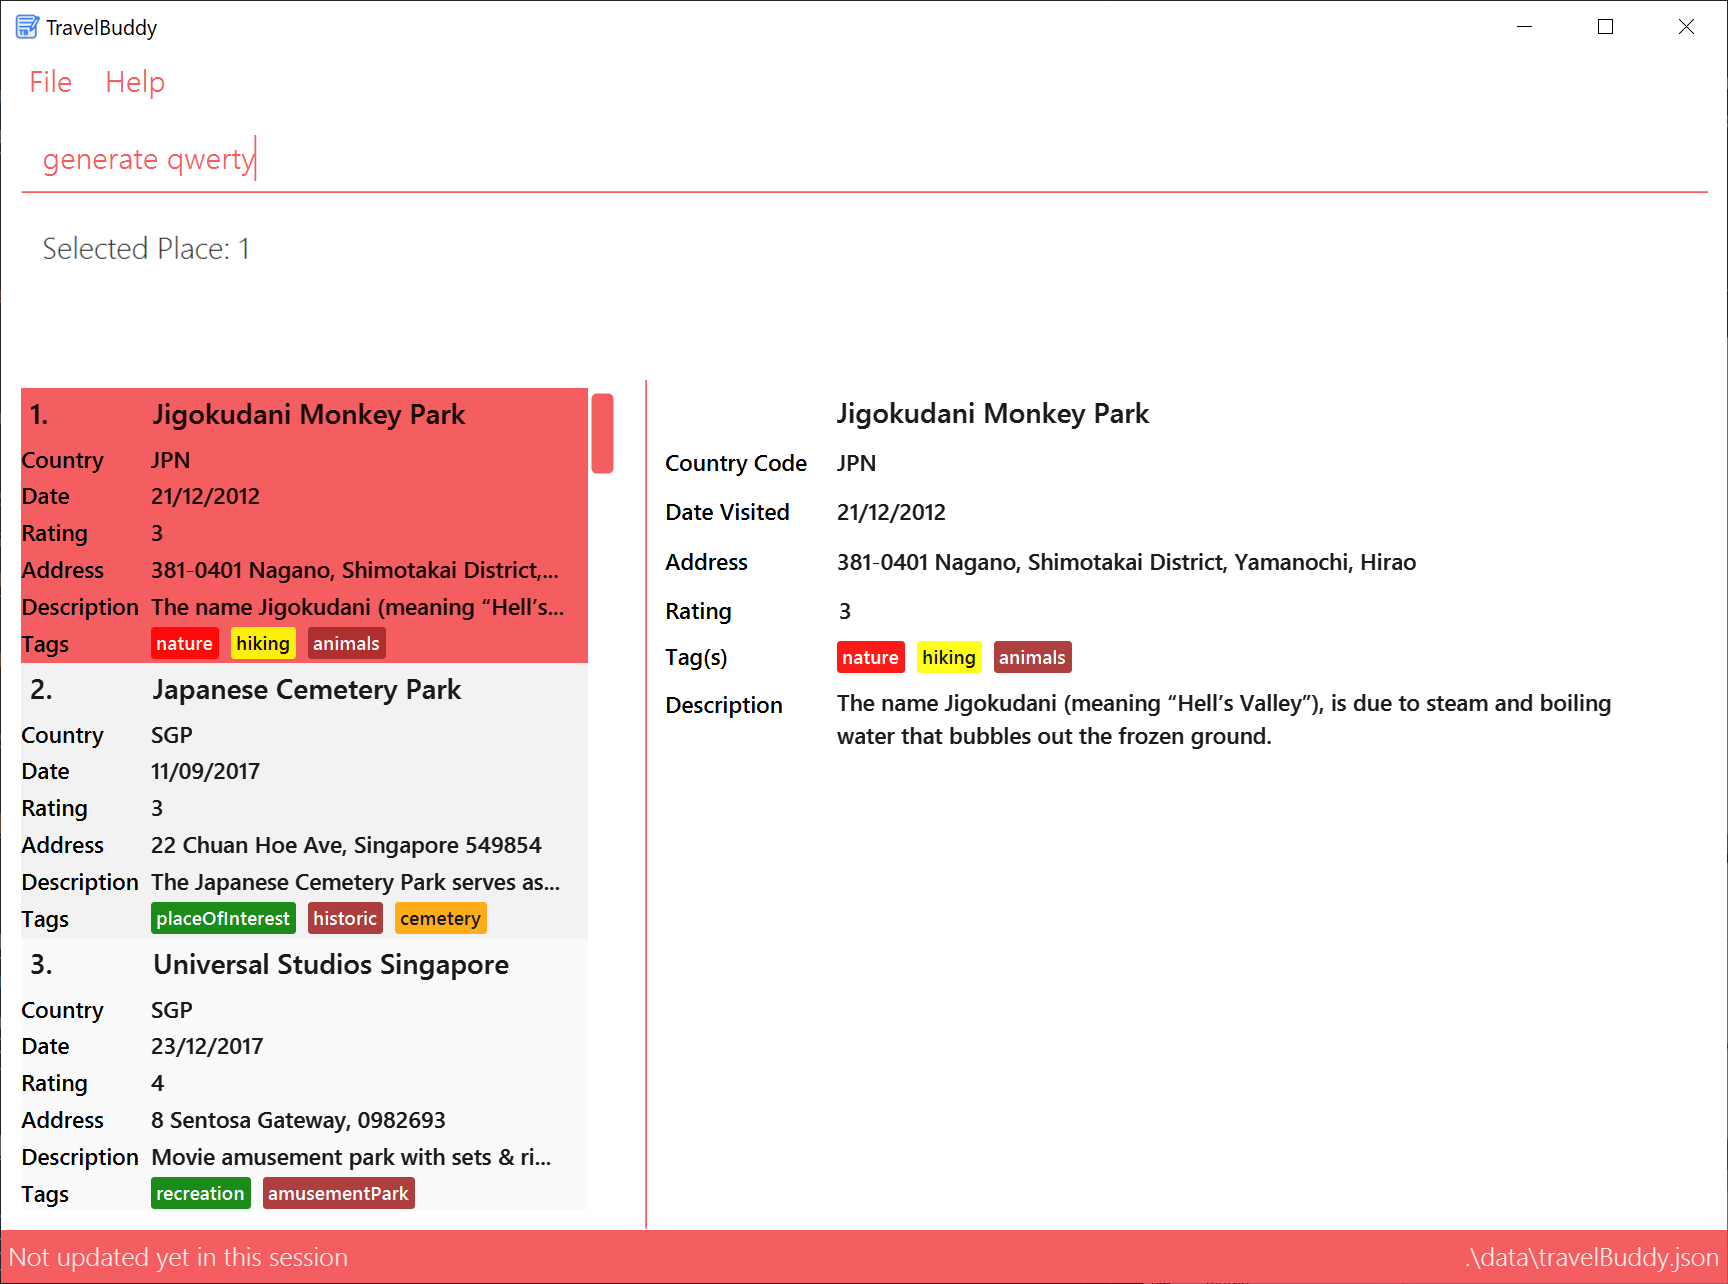 TravelBuddy
File Help
generate qwerty
Selected Place: 1
1. Jigokudani Monkey Park
Country JPN
Date 21/12/2012
Rating 3
Address 381-0401 Nagano, Shimotakai District,...
Description The name Jigokudani (meaning “Hell’s...
Tags nature hiking animals
2. Japanese Cemetery Park
Country SGP
Date 11/09/2017
Rating 3
Address 22 Chuan Hoe Ave, Singapore 549854
Description The Japanese Cemetery Park serves as...
Tags placeOfInterest historic cemetery
3. Universal Studios Singapore
Country SGP
Date 23/12/2017
Rating 4
Address 8 Sentosa Gateway, 0982693
Description Movie amusement park with sets & ri...
Tags recreation amusementPark
Jigokudani Monkey Park
Country Code JPN
Date Visited 21/12/2012
Address 381-0401 Nagano, Shimotakai District, Yamanochi, Hirao
Rating 3
Tag(s) nature hiking animals
Description The name Jigokudani (meaning “Hell’s Valley”), is due to steam and boiling
water that bubbles out the frozen ground.
Not updated yet in this session .\data\travelBuddy.json